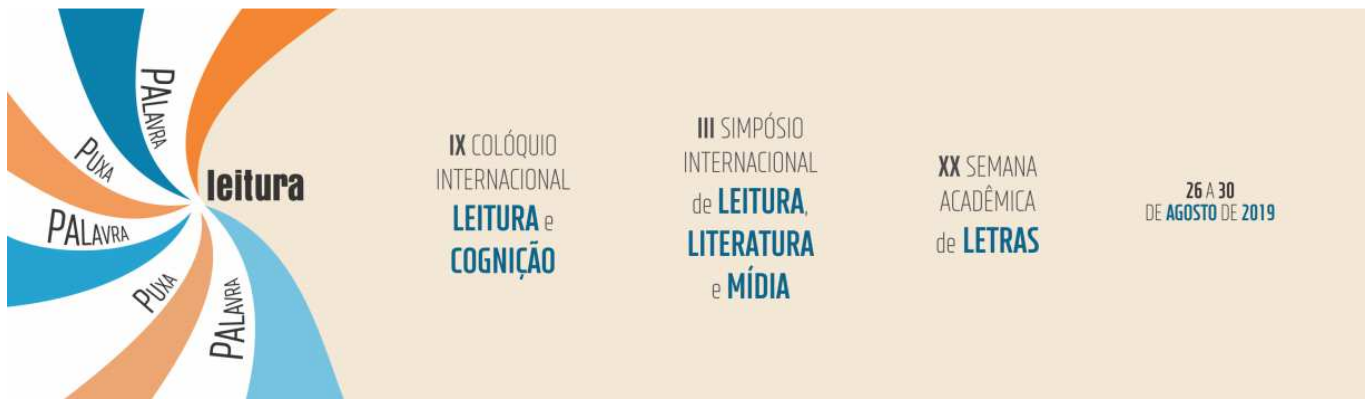 PALAVRA
PUXA
PALAVRA
PUXA
PALAVRA
leitura
IX COLÓQUIO
INTERNACIONAL
LEITURA e
COGNIÇÃO
III SIMPÓSIO
INTERNACIONAL
de LEITURA,
LITERATURA
e MÍDIA
XX SEMANA
ACADÊMICA
de LETRAS
26 A 30
DE AGOSTO DE 2019